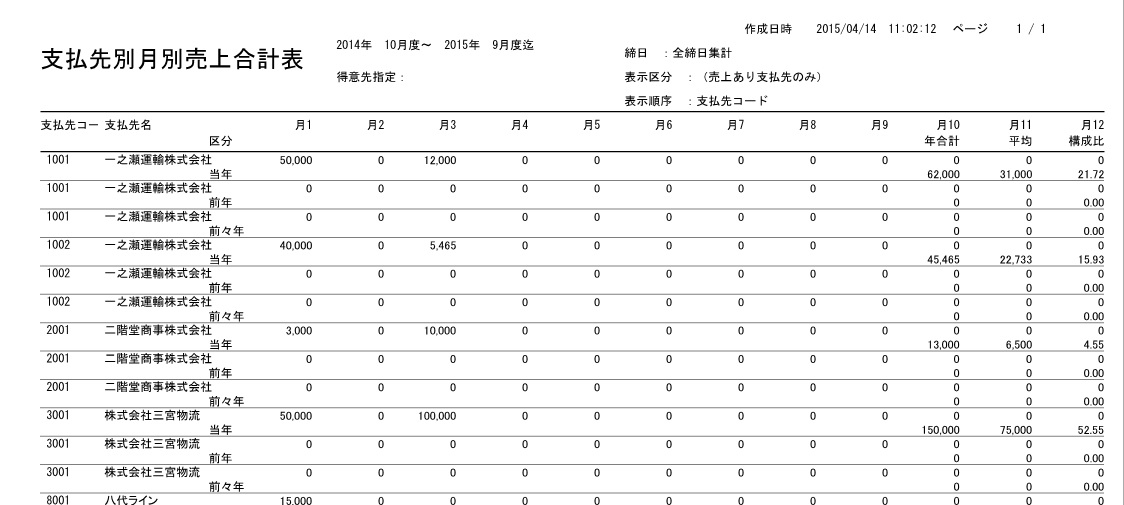 作成日時　2015/04/14　11:02:12　ページ　1 / 1
支払先別月別売上合計表　2014年　10月度～　2015年　9月度迄　締日　：全締日集計
得意先指定：　表示区分　：（売上あり支払先のみ）
表示順序　：支払先コード
支払先コー 支払先名 月1 月2 月3 月4 月5 月6 月7 月8 月9 月10 月11 月12
区分 年合計 平均 構成比
1001 一之瀬運輸株式会社 50,000 0 12,000 0 0 0 0 0 0 0 0 0
当年 62,000 31,000 21.72
1001 一之瀬運輸株式会社 0 0 0 0 0 0 0 0 0 0 0 0
前年 0 0 0.00
1001 一之瀬運輸株式会社 0 0 0 0 0 0 0 0 0 0 0 0
前々年 0 0 0.00
1002 一之瀬運輸株式会社 40,000 0 5,465 0 0 0 0 0 0 0 0 0
当年 45,465 22,733 15.93
1002 一之瀬運輸株式会社 0 0 0 0 0 0 0 0 0 0 0 0
前年 0 0 0.00
1002 一之瀬運輸株式会社 0 0 0 0 0 0 0 0 0 0 0 0
前々年 0 0 0.00
2001 二階堂商事株式会社 3,000 0 10,000 0 0 0 0 0 0 0 0 0
当年 13,000 6,500 4.55
2001 二階堂商事株式会社 0 0 0 0 0 0 0 0 0 0 0 0
前年 0 0 0.00
2001 二階堂商事株式会社 0 0 0 0 0 0 0 0 0 0 0 0
前々年 0 0 0.00
3001 株式会社三宮物流 50,000 0 100,000 0 0 0 0 0 0 0 0 0
当年 150,000 75,000 52.55
3001 株式会社三宮物流 0 0 0 0 0 0 0 0 0 0 0 0
前年 0 0 0.00
3001 株式会社三宮物流 0 0 0 0 0 0 0 0 0 0 0 0
前々年 0 0 0.00
8001 八代ライン 15,000 0 0 0 0 0 0 0 0 0 0 0